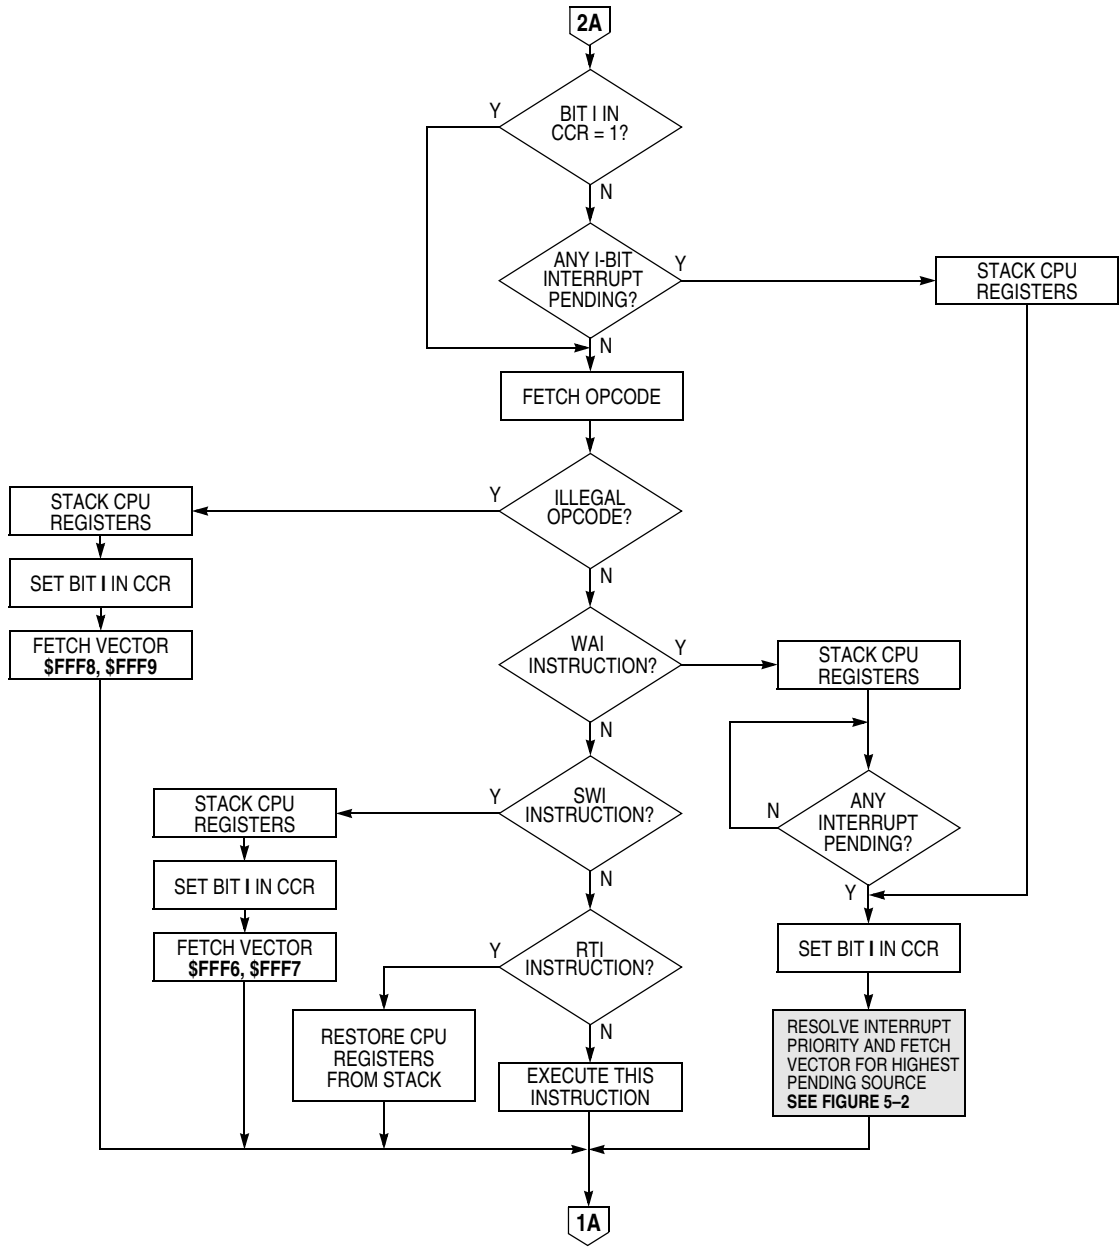 2A
BIT I IN
CCR = 1?
Y
N
ANY I-BIT
INTERRUPT
PENDING?
Y
N
STACK CPU
REGISTERS
FETCH OPCODE
ILLEGAL
OPCODE?
Y
N
STACK CPU
REGISTERS
SET BIT I IN CCR
FETCH VECTOR
$FFF8, $FFF9
WAI
INSTRUCTION?
Y
N
STACK CPU
REGISTERS
ANY
INTERRUPT
PENDING?
N
Y
SWI
INSTRUCTION?
Y
N
STACK CPU
REGISTERS
SET BIT I IN CCR
FETCH VECTOR
$FFF6, $FFF7
RTI
INSTRUCTION?
Y
N
RESTORE CPU
REGISTERS
FROM STACK
EXECUTE THIS
INSTRUCTION
SET BIT I IN CCR
RESOLVE INTERRUPT
PRIORITY AND FETCH
VECTOR FOR HIGHEST
PENDING SOURCE
SEE FIGURE 5–2
1A